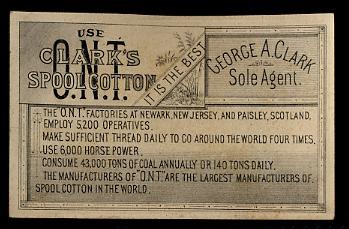 USE
O.N.T.
CLARK'S
SPOOL COTTON
IT IS THE BEST
GEORGE A. CLARK
Sole Agent.
THE "O.N.T." FACTORIES AT NEWARK, NEW JERSEY, AND PAISLEY, SCOTLAND,
EMPLOY 5200 OPERATIVES.
MAKE SUFFICIENT THREAD DAILY TO GO AROUND THE WORLD FOUR TIMES.
USE 6,000 HORSE POWER.
CONSUME 43,000 TONS OF COAL ANNUALLY OR 140 TONS DAILY.
THE MANUFACTURERS OF "O.N.T." ARE THE LARGEST MANUFACTURERS OF
SPOOL COTTON IN THE WORLD.